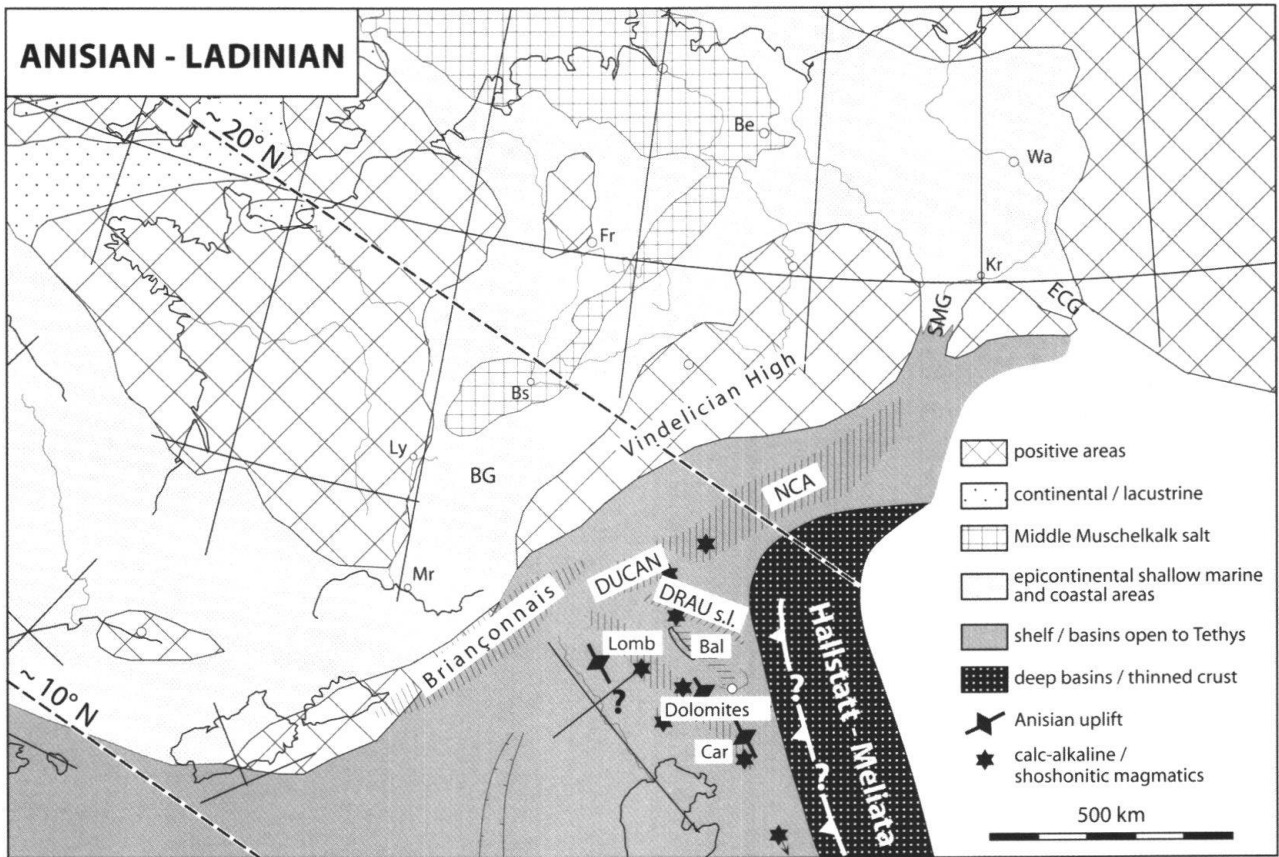 ANISIAN - LADINIAN
~ 20° N
Be
Wa
Fr
Kr
SMG
ECG
Bs
Vindelician High
Ly
BG
NCA
Mr
DUCAN
Briançonnais
DRAU s.l.
Lomb
Bal
?
Dolomites
Car
~ 10° N
Hallstatt - Meliata
?
?
positive areas
continental / lacustrine
Middle Muschelkalk salt
epicontinental shallow marine
and coastal areas
shelf / basins open to Tethys
deep basins / thinned crust
Anisian uplift
calc-alkaline /
shoshonitic magmatics
500 km